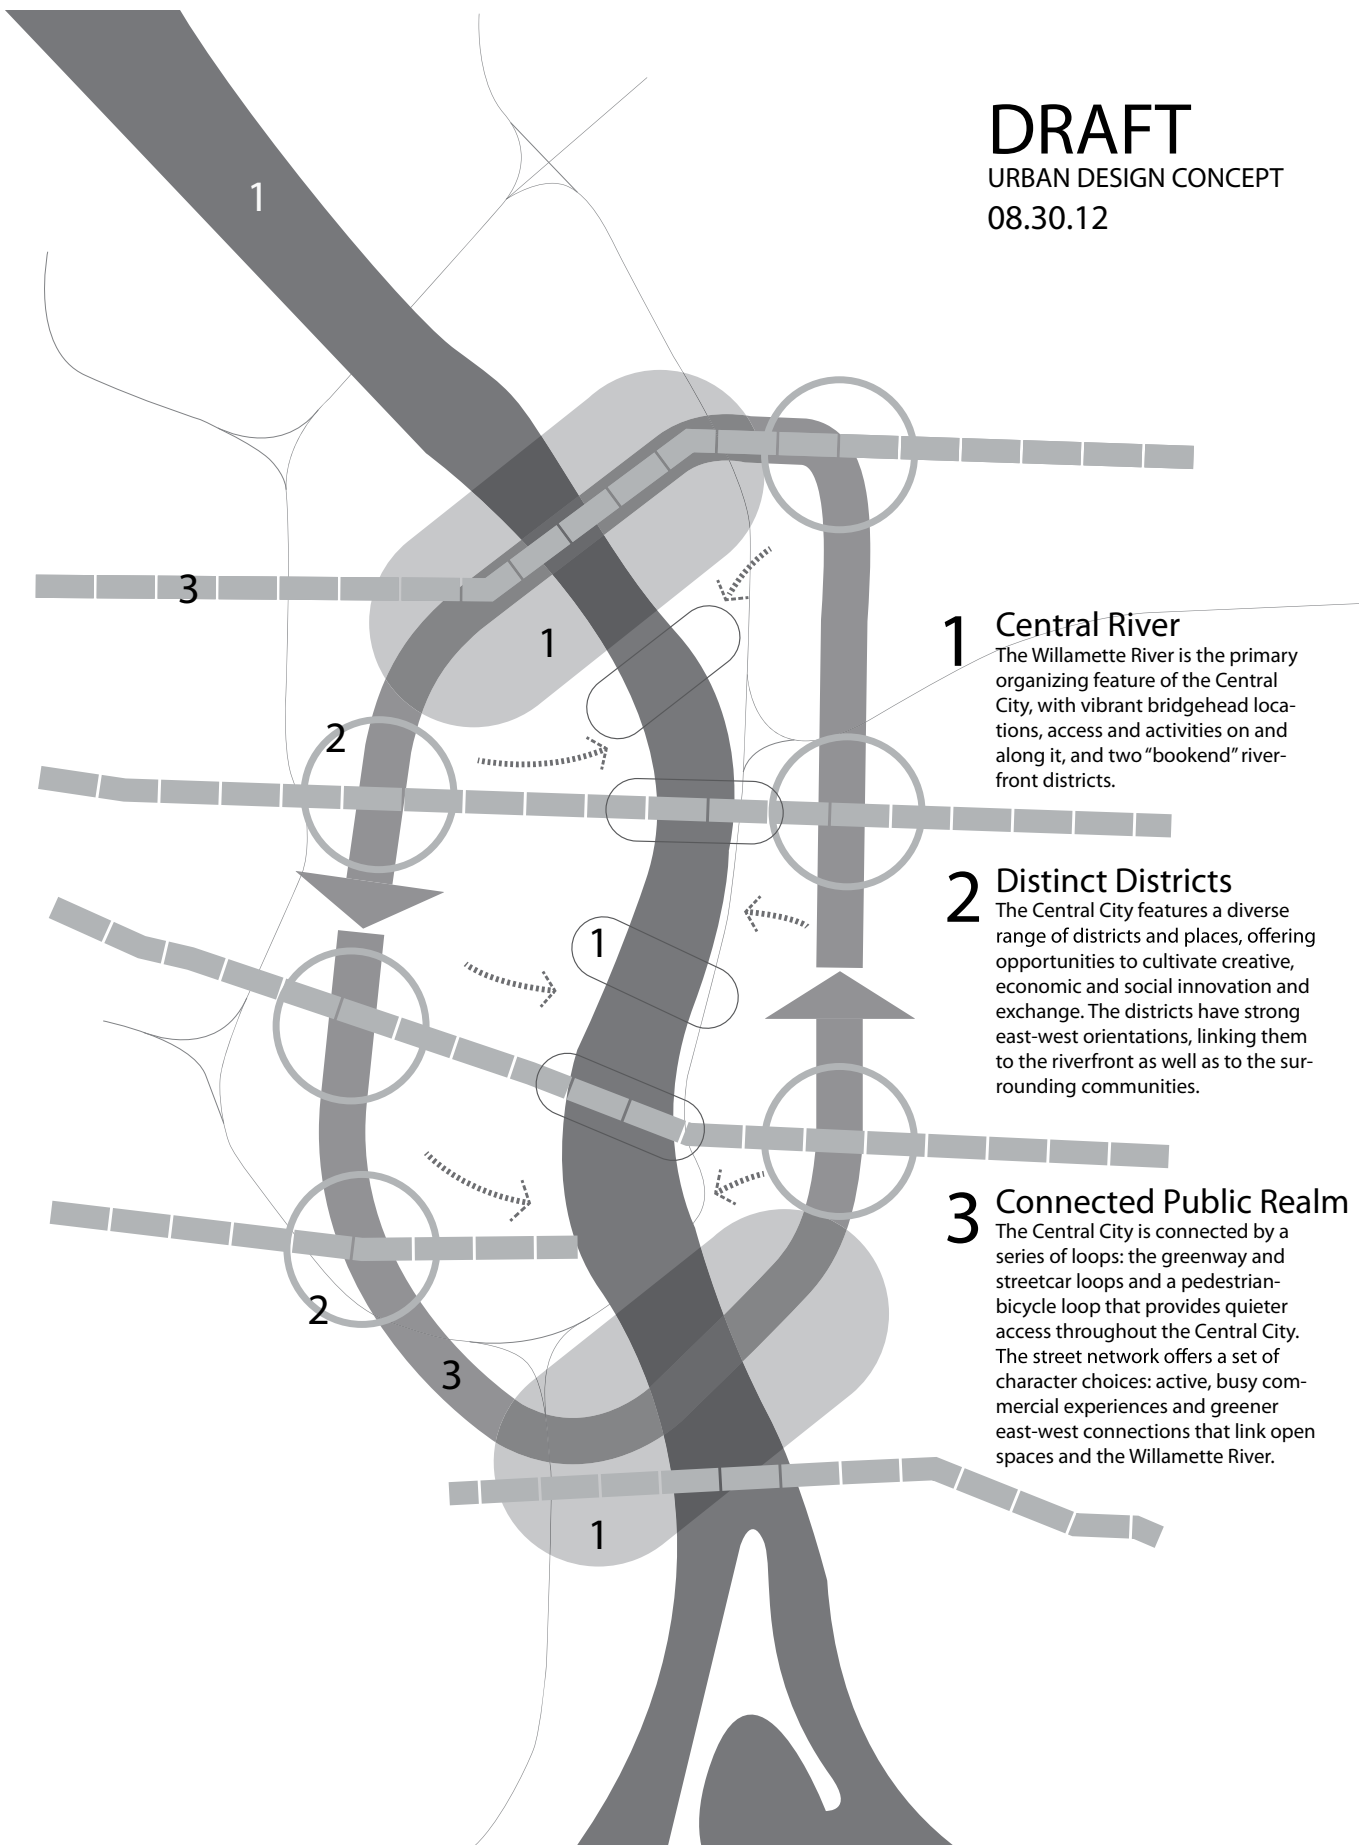 DRAFT
URBAN DESIGN CONCEPT
08.30.12
1
3
1
2
1
2
3
1
1 Central River
The Willamette River is the primary
organizing feature of the Central
City, with vibrant bridgehead loca-
tions, access and activities on and
along it, and two “bookend” river-
front districts.
2 Distinct Districts
The Central City features a diverse
range of districts and places, offering
opportunities to cultivate creative,
economic and social innovation and
exchange. The districts have strong
east-west orientations, linking them
to the riverfront as well as to the sur-
rounding communities.
3 Connected Public Realm
The Central City is connected by a
series of loops: the greenway and
streetcar loops and a pedestrian-
bicycle loop that provides quieter
access throughout the Central City.
The street network offers a set of
character choices: active, busy com-
mercial experiences and greener
east-west connections that link open
spaces and the Willamette River.